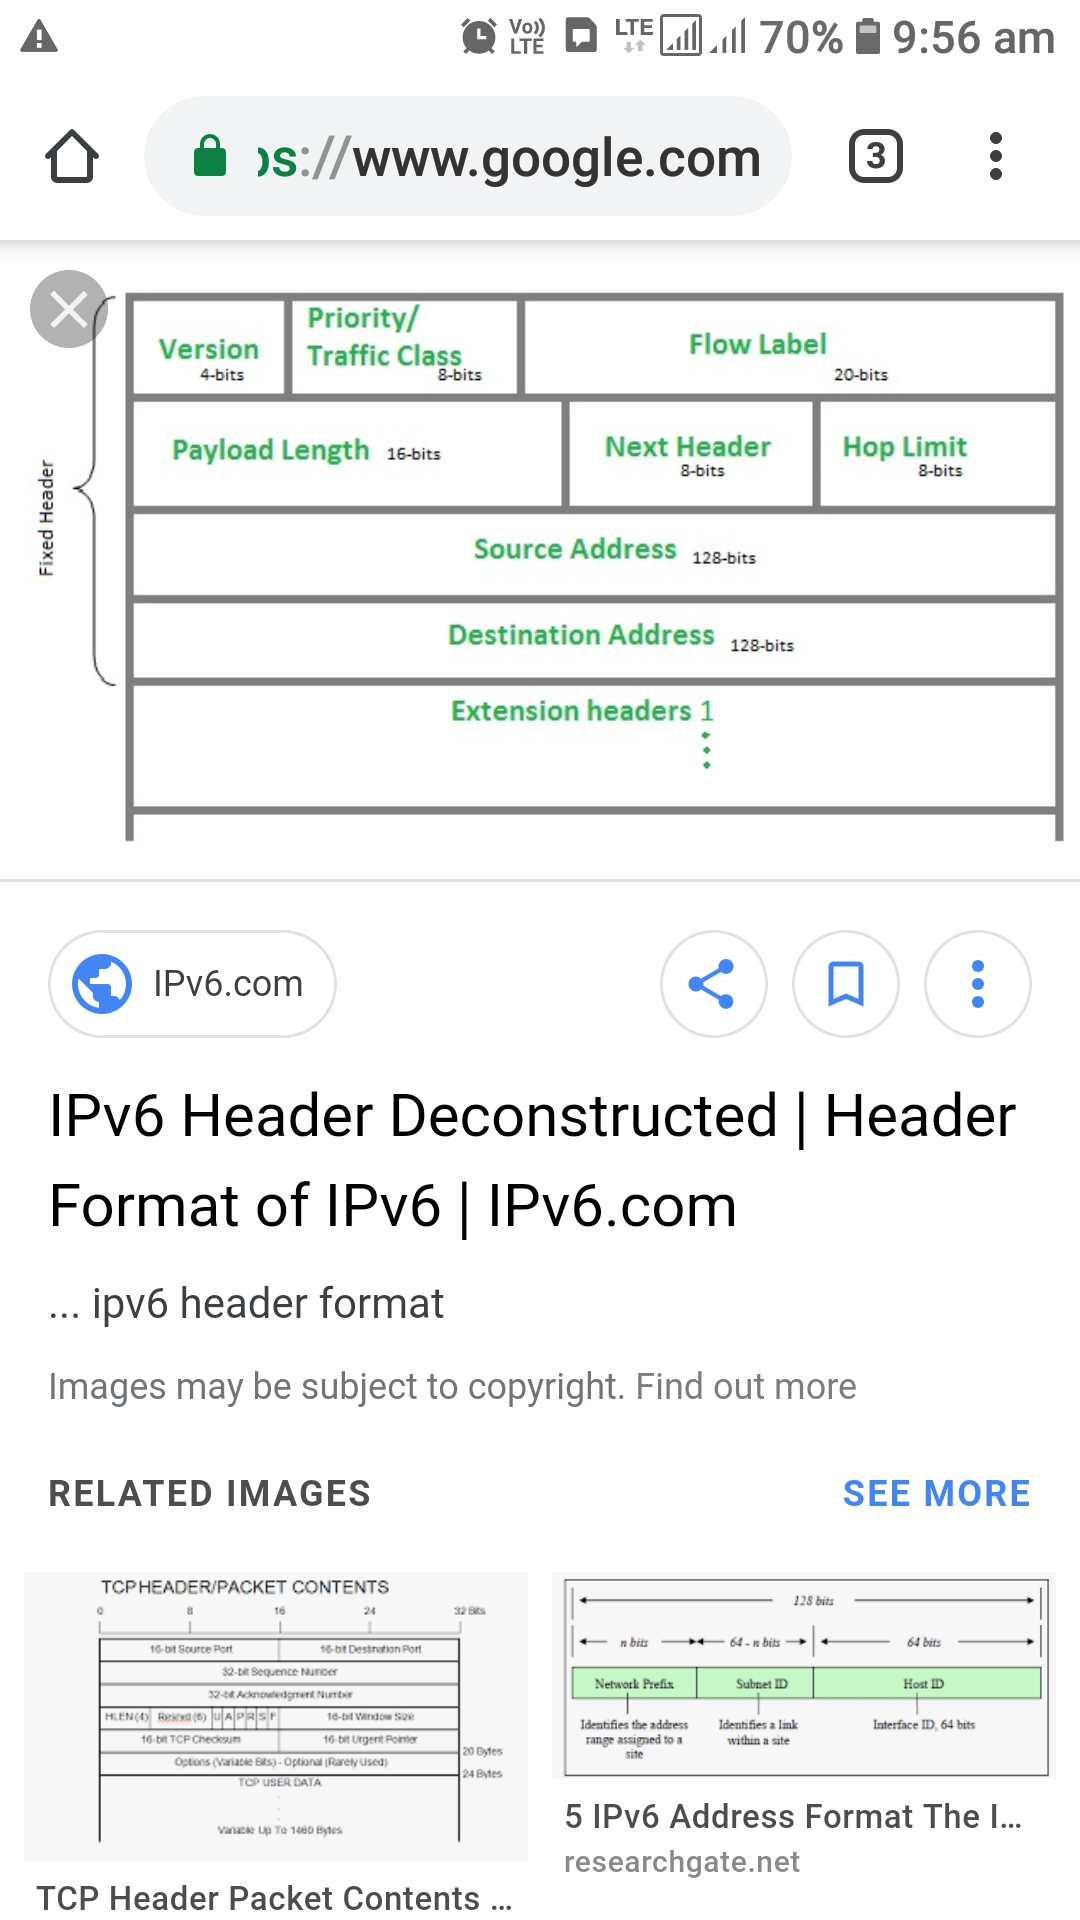 Vo)) LTE LTE 70% 9:56 am
ps://www.google.com 3
Priority/
Version Traffic Class Flow Label
4-bits 8-bits 20-bits
Payload Length 16-bits Next Header Hop Limit
8-bits 8-bits
Fixed Header
Source Address 128-bits
Destination Address 128-bits
Extension headers 1
IPv6.com
IPv6 Header Deconstructed | Header
Format of IPv6 | IPv6.com
... ipv6 header format
Images may be subject to copyright. Find out more
RELATED IMAGES SEE MORE
TCP HEADER/PACKET CONTENTS
0 8 16 24 32 Bits
16-bit Source Port 16-bit Destination Port
32-bit Sequence Number
32-bit Acknowledgment Number
HLEN (4) Resrvd (6) U A P R S F 16-bit Window Size
16-bit TCP Checksum 16-bit Urgent Pointer
20 Bytes
Options (Variable Bits) - Optional (Rarely Used)
24 Bytes
TCP USER DATA
Variable Up To 1460 Bytes
TCP Header Packet Contents ...
128 bits
n bits 64 - n bits 64 bits
Network Prefix Subnet ID Host ID
Identifies the address Identifies a link Interface ID, 64 bits
range assigned to a within a site
site
5 IPv6 Address Format The I...
researchgate.net